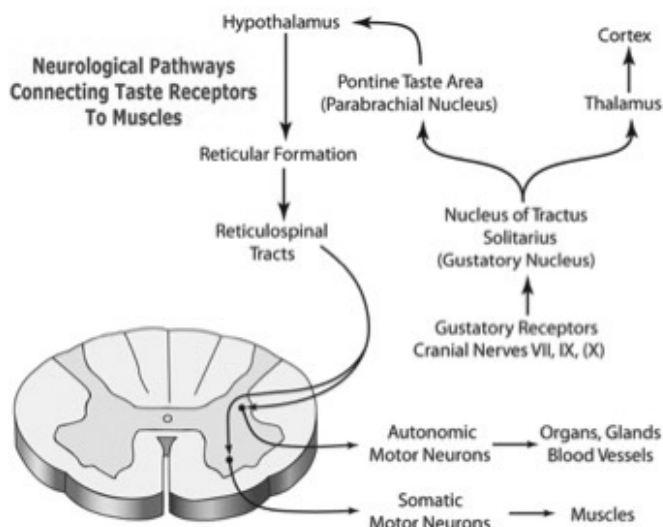 Hypothalamus
Neurological Pathways
Connecting Taste Receptors
To Muscles
Pontine Taste Area
(Parabrachial Nucleus)
Cortex
Thalamus
Reticular Formation
Reticulospinal
Tracts
Nucleus of Tractus
Solitarius
(Gustatory Nucleus)
Gustatory Receptors
Cranial Nerves VII, IX, (X)
Autonomic
Motor Neurons
Organs, Glands
Blood Vessels
Somatic
Motor Neurons
Muscles